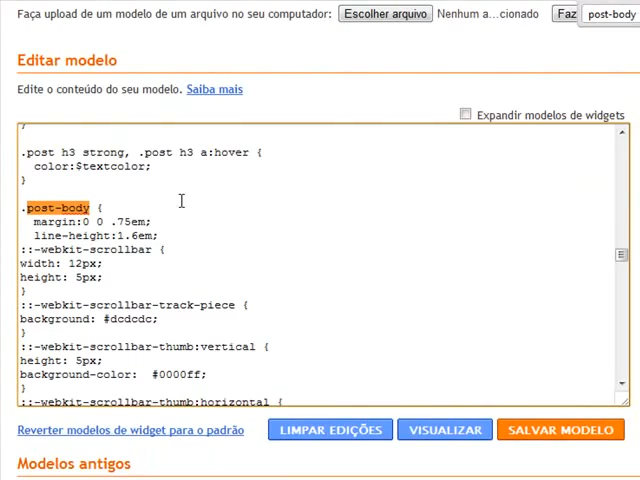 Faça upload de um modelo de um arquivo no seu computador: Escolher arquivo Nenhum a...cionado Faz post-body
Editar modelo
Edite o conteúdo do seu modelo. Saiba mais
Expandir modelos de widgets
}
.post h3 strong, .post h3 a:hover {
color:$textcolor;
}
.post-body {
margin:0 0 .75em;
line-height:1.6em;
::-webkit-scrollbar {
width: 12px;
height: 5px;
}
::-webkit-scrollbar-track-piece {
background: #dcdcdc;
}
::-webkit-scrollbar-thumb:vertical {
height: 5px;
background-color: #0000ff;
}
::-webkit-scrollbar-thumb:horizontal {
Reverter modelos de widget para o padrão LIMPAR EDIÇÕES VISUALIZAR SALVAR MODELO
Modelos antigos